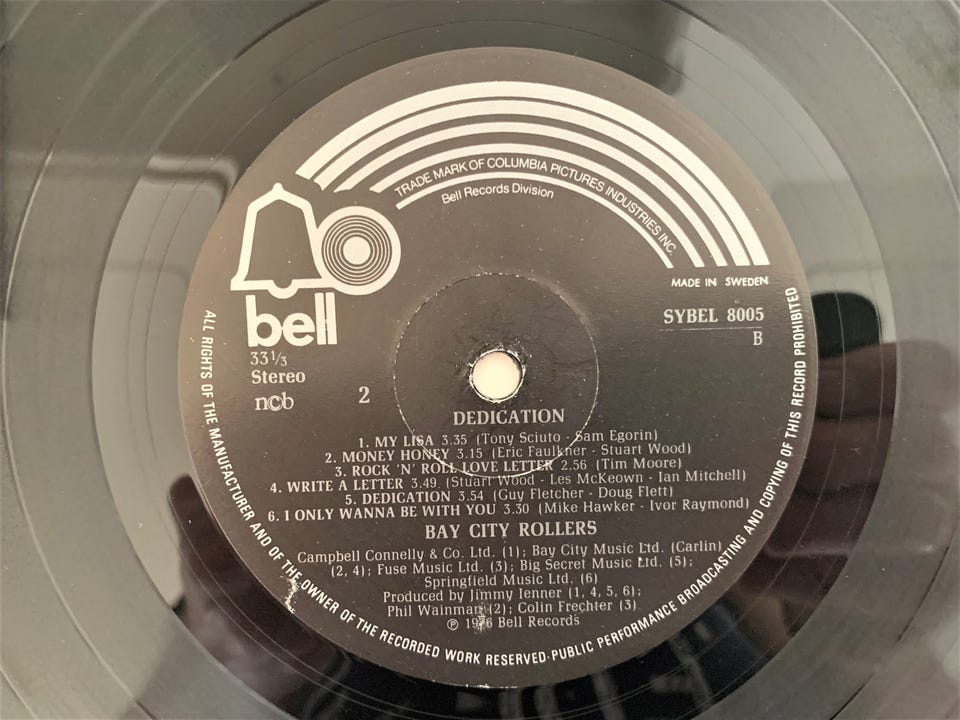 TRADE MARK OF COLUMBIA PICTURES INDUSTRIES INC.
Bell Records Division
MADE IN SWEDEN
bell
33 1/3
Stereo
ncb
SYBEL 8005
B
2
DEDICATION
1. MY LISA 3.35 (Tony Sciuto - Sam Egorin)
2. MONEY HONEY 3.15 (Eric Faulkner - Stuart Wood)
3. ROCK 'N' ROLL LOVE LETTER 2.56 (Tim Moore)
4. WRITE A LETTER 3.49. (Stuart Wood - Les McKeown - Ian Mitchell)
5. DEDICATION 3.54 (Guy Fletcher - Doug Flett)
6. I ONLY WANNA BE WITH YOU 3.30 (Mike Hawker - Ivor Raymond)
BAY CITY ROLLERS
Campbell Connelly & Co. Ltd. (1); Bay City Music Ltd. (Carlin)
(2, 4); Fuse Music Ltd. (3); Big Secret Music Ltd. (5);
Springfield Music Ltd. (6)
Produced by Jimmy Ienner (1, 4, 5, 6);
Phil Wainman (2); Colin Frechter (3)
℗ 1976 Bell Records
ALL RIGHTS OF THE MANUFACTURER AND OF THE OWNER OF THE RECORDED WORK RESERVED·PUBLIC PERFORMANCE BROADCASTING AND COPYING OF THIS RECORD PROHIBITED